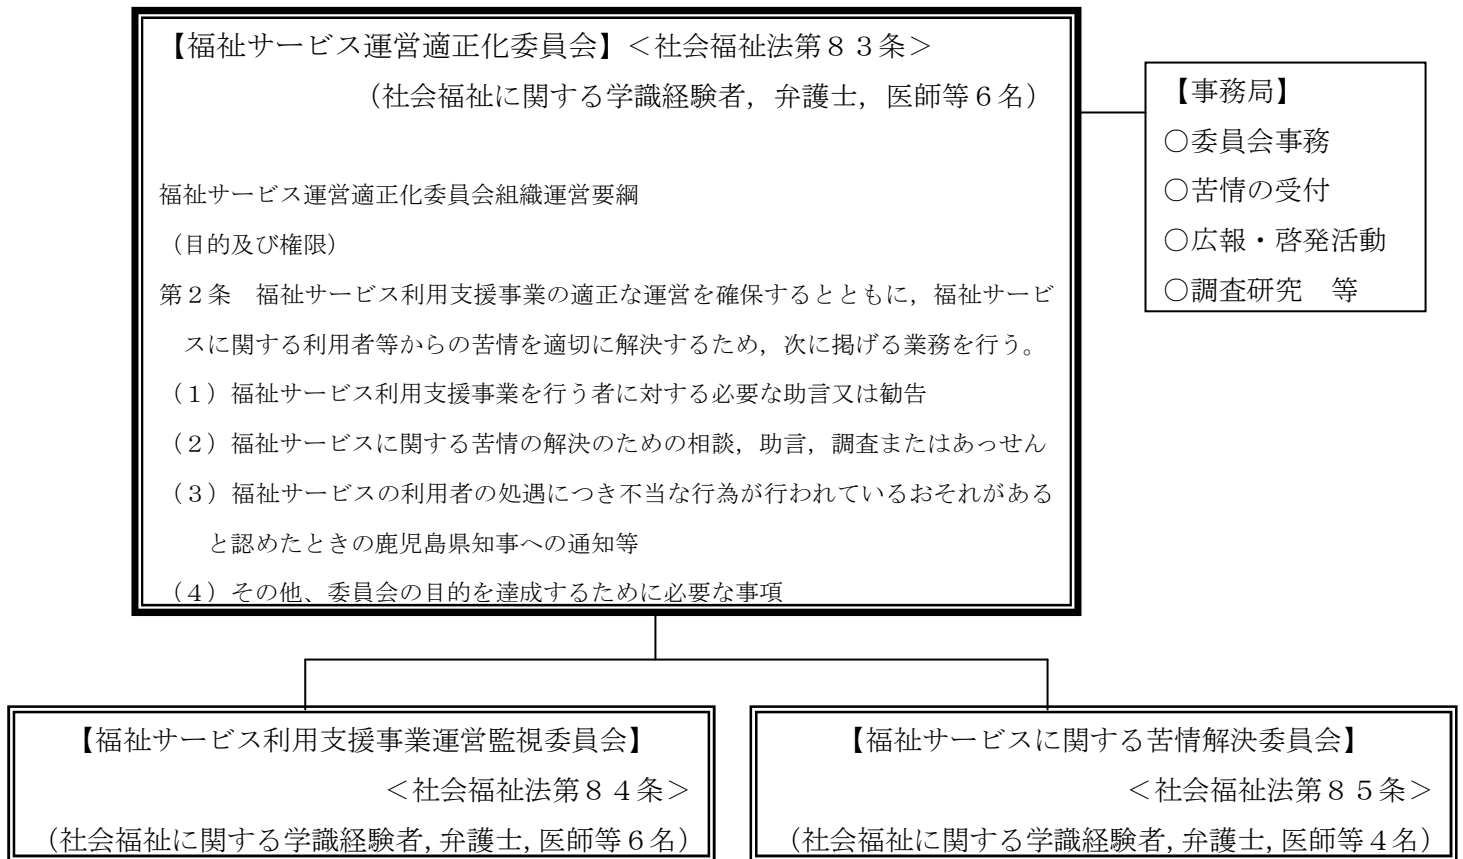 【福祉サービス運営適正化委員会】＜社会福祉法第８３条＞
（社会福祉に関する学識経験者，弁護士，医師等６名）
福祉サービス運営適正化委員会組織運営要綱
（目的及び権限）
第２条　福祉サービス利用支援事業の適正な運営を確保するとともに，福祉サービ
スに関する利用者等からの苦情を適切に解決するため，次に掲げる業務を行う。
（１）福祉サービス利用支援事業を行う者に対する必要な助言又は勧告
（２）福祉サービスに関する苦情の解決のための相談，助言，調査またはあっせん
（３）福祉サービスの利用者の処遇につき不当な行為が行われているおそれがある
と認めたときの鹿児島県知事への通知等
（４）その他、委員会の目的を達成するために必要な事項
【事務局】
○委員会事務
○苦情の受付
○広報・啓発活動
○調査研究　等
【福祉サービス利用支援事業運営監視委員会】
＜社会福祉法第８４条＞
（社会福祉に関する学識経験者，弁護士，医師等６名）
【福祉サービスに関する苦情解決委員会】
＜社会福祉法第８５条＞
（社会福祉に関する学識経験者，弁護士，医師等４名）